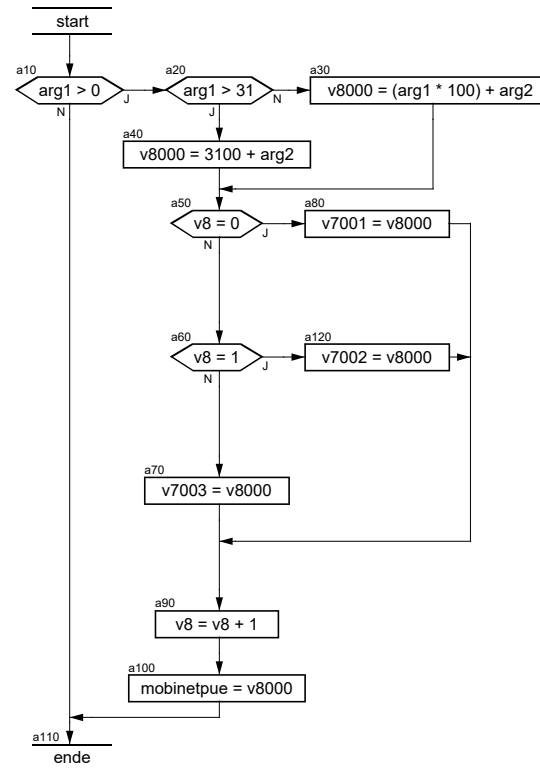 start
a10
arg1 > 0
J
N
a20
arg1 > 31
N
J
a30
v8000 = (arg1 * 100) + arg2
a40
v8000 = 3100 + arg2
a50
v8 = 0
J
N
a80
v7001 = v8000
a60
v8 = 1
J
N
a120
v7002 = v8000
a70
v7003 = v8000
a90
v8 = v8 + 1
a100
mobinetpue = v8000
a110
ende